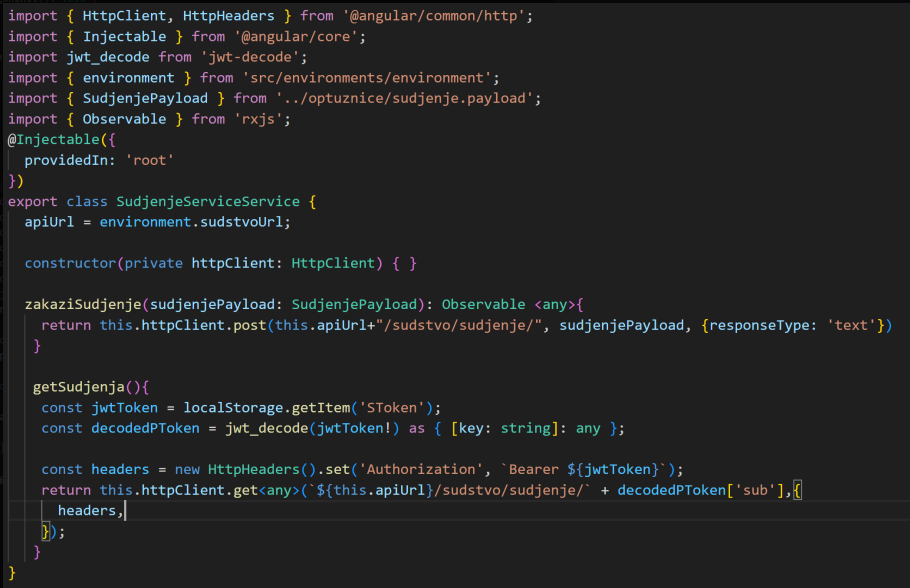 import { HttpClient, HttpHeaders } from '@angular/common/http';
import { Injectable } from '@angular/core';
import jwt_decode from 'jwt-decode';
import { environment } from 'src/environments/environment';
import { SudjenjePayload } from '../optuznice/sudjenje.payload';
import { Observable } from 'rxjs';
@Injectable({
  providedIn: 'root'
})
export class SudjenjeServiceService {
  apiUrl = environment.sudstvoUrl;

  constructor(private httpClient: HttpClient) { }

  zakaziSudjenje(sudjenjePayload: SudjenjePayload): Observable <any>{
    return this.httpClient.post(this.apiUrl+"/sudstvo/sudjenje/", sudjenjePayload, {responseType: 'text'})
   }

   getSudjenja(){
    const jwtToken = localStorage.getItem('SToken');
    const decodedPToken = jwt_decode(jwtToken!) as { [key: string]: any };

    const headers = new HttpHeaders().set('Authorization', `Bearer ${jwtToken}`);
    return this.httpClient.get<any>(`${this.apiUrl}/sudstvo/sudjenje/` + decodedPToken['sub'],{
      headers,
    });
   }
}